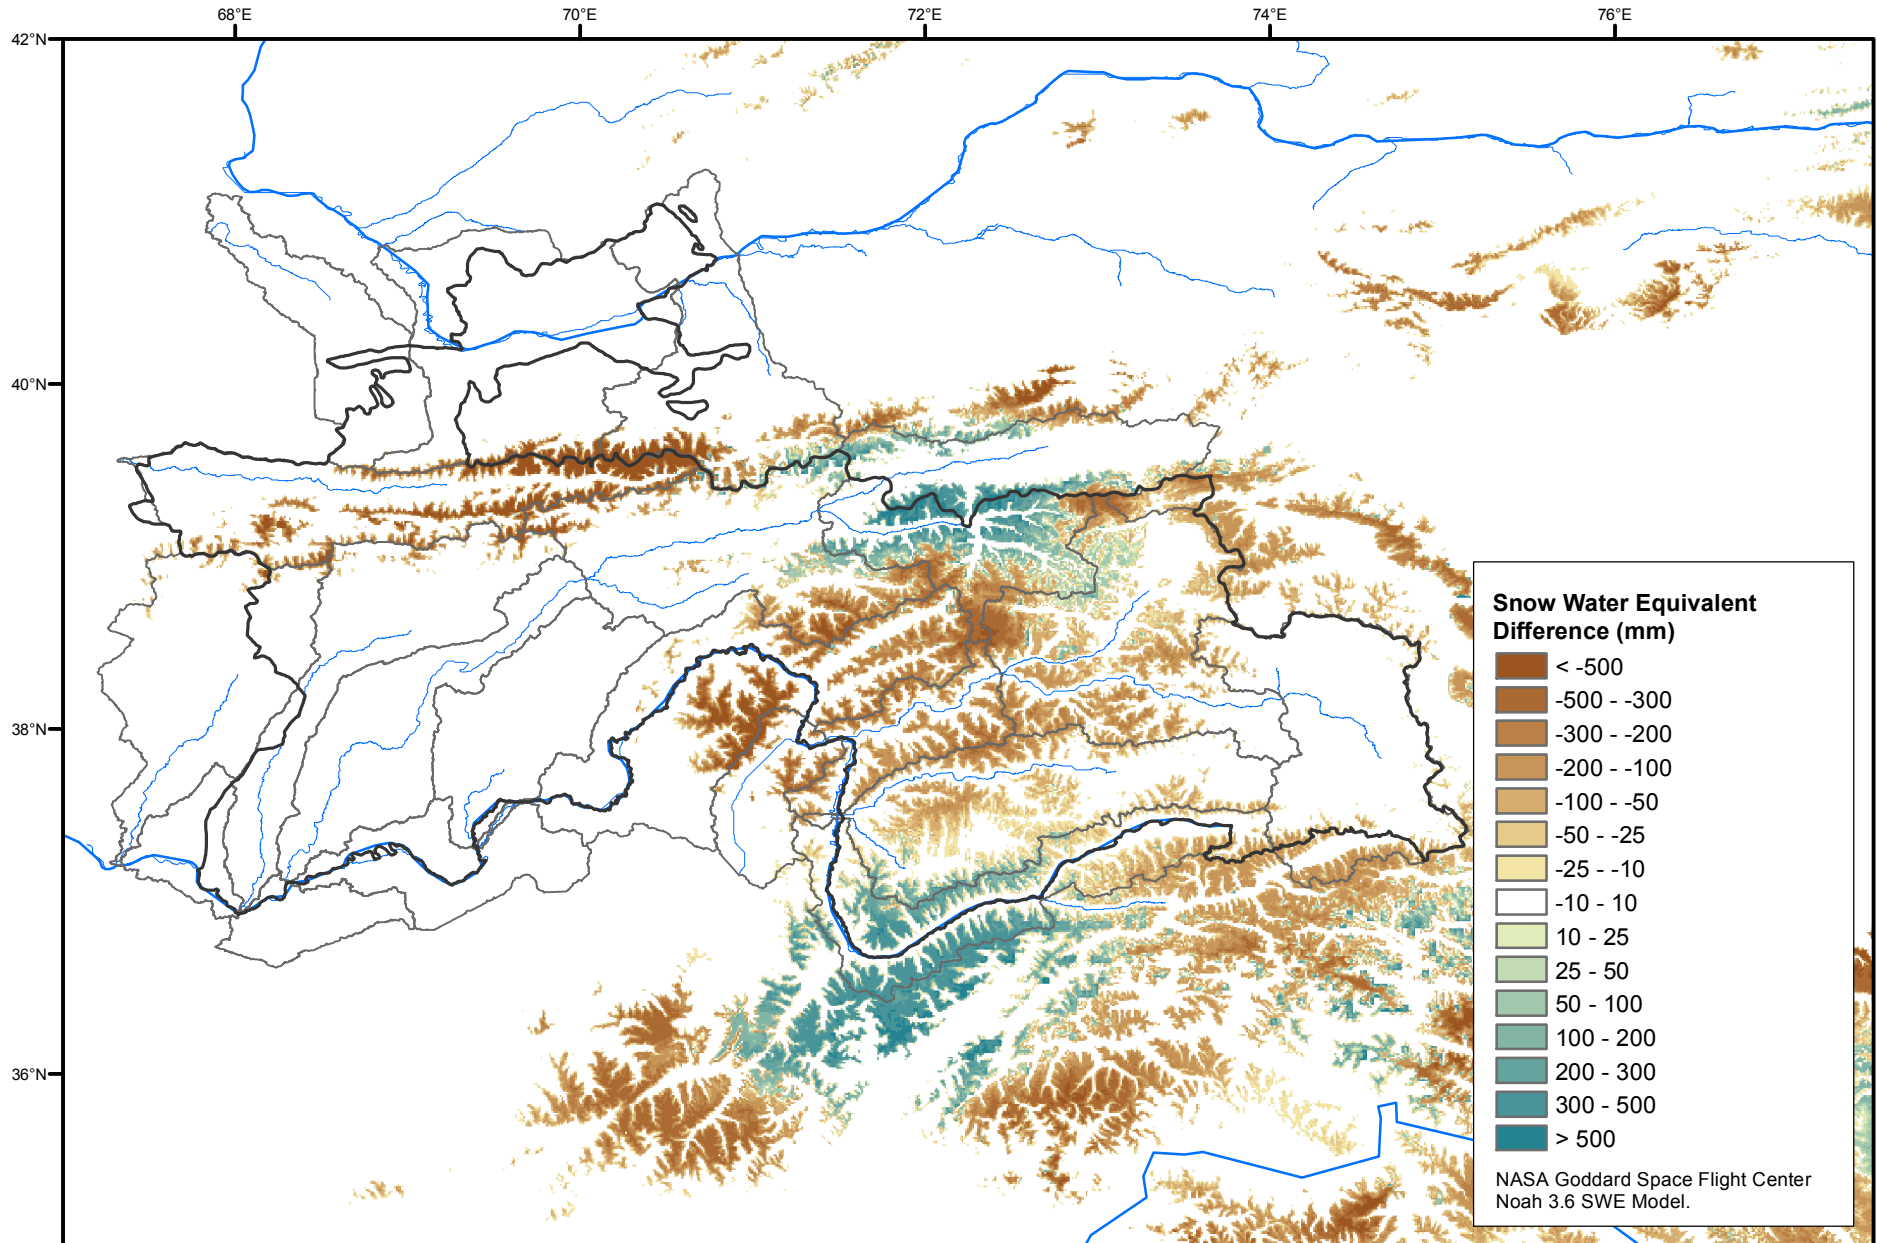 68°E 70°E 72°E 74°E 76°E
42°N
40°N
38°N
36°N
Snow Water Equivalent
Difference (mm)
< -500
-500 - -300
-300 - -200
-200 - -100
-100 - -50
-50 - -25
-25 - -10
-10 - 10
10 - 25
25 - 50
50 - 100
100 - 200
200 - 300
300 - 500
> 500
NASA Goddard Space Flight Center
Noah 3.6 SWE Model.